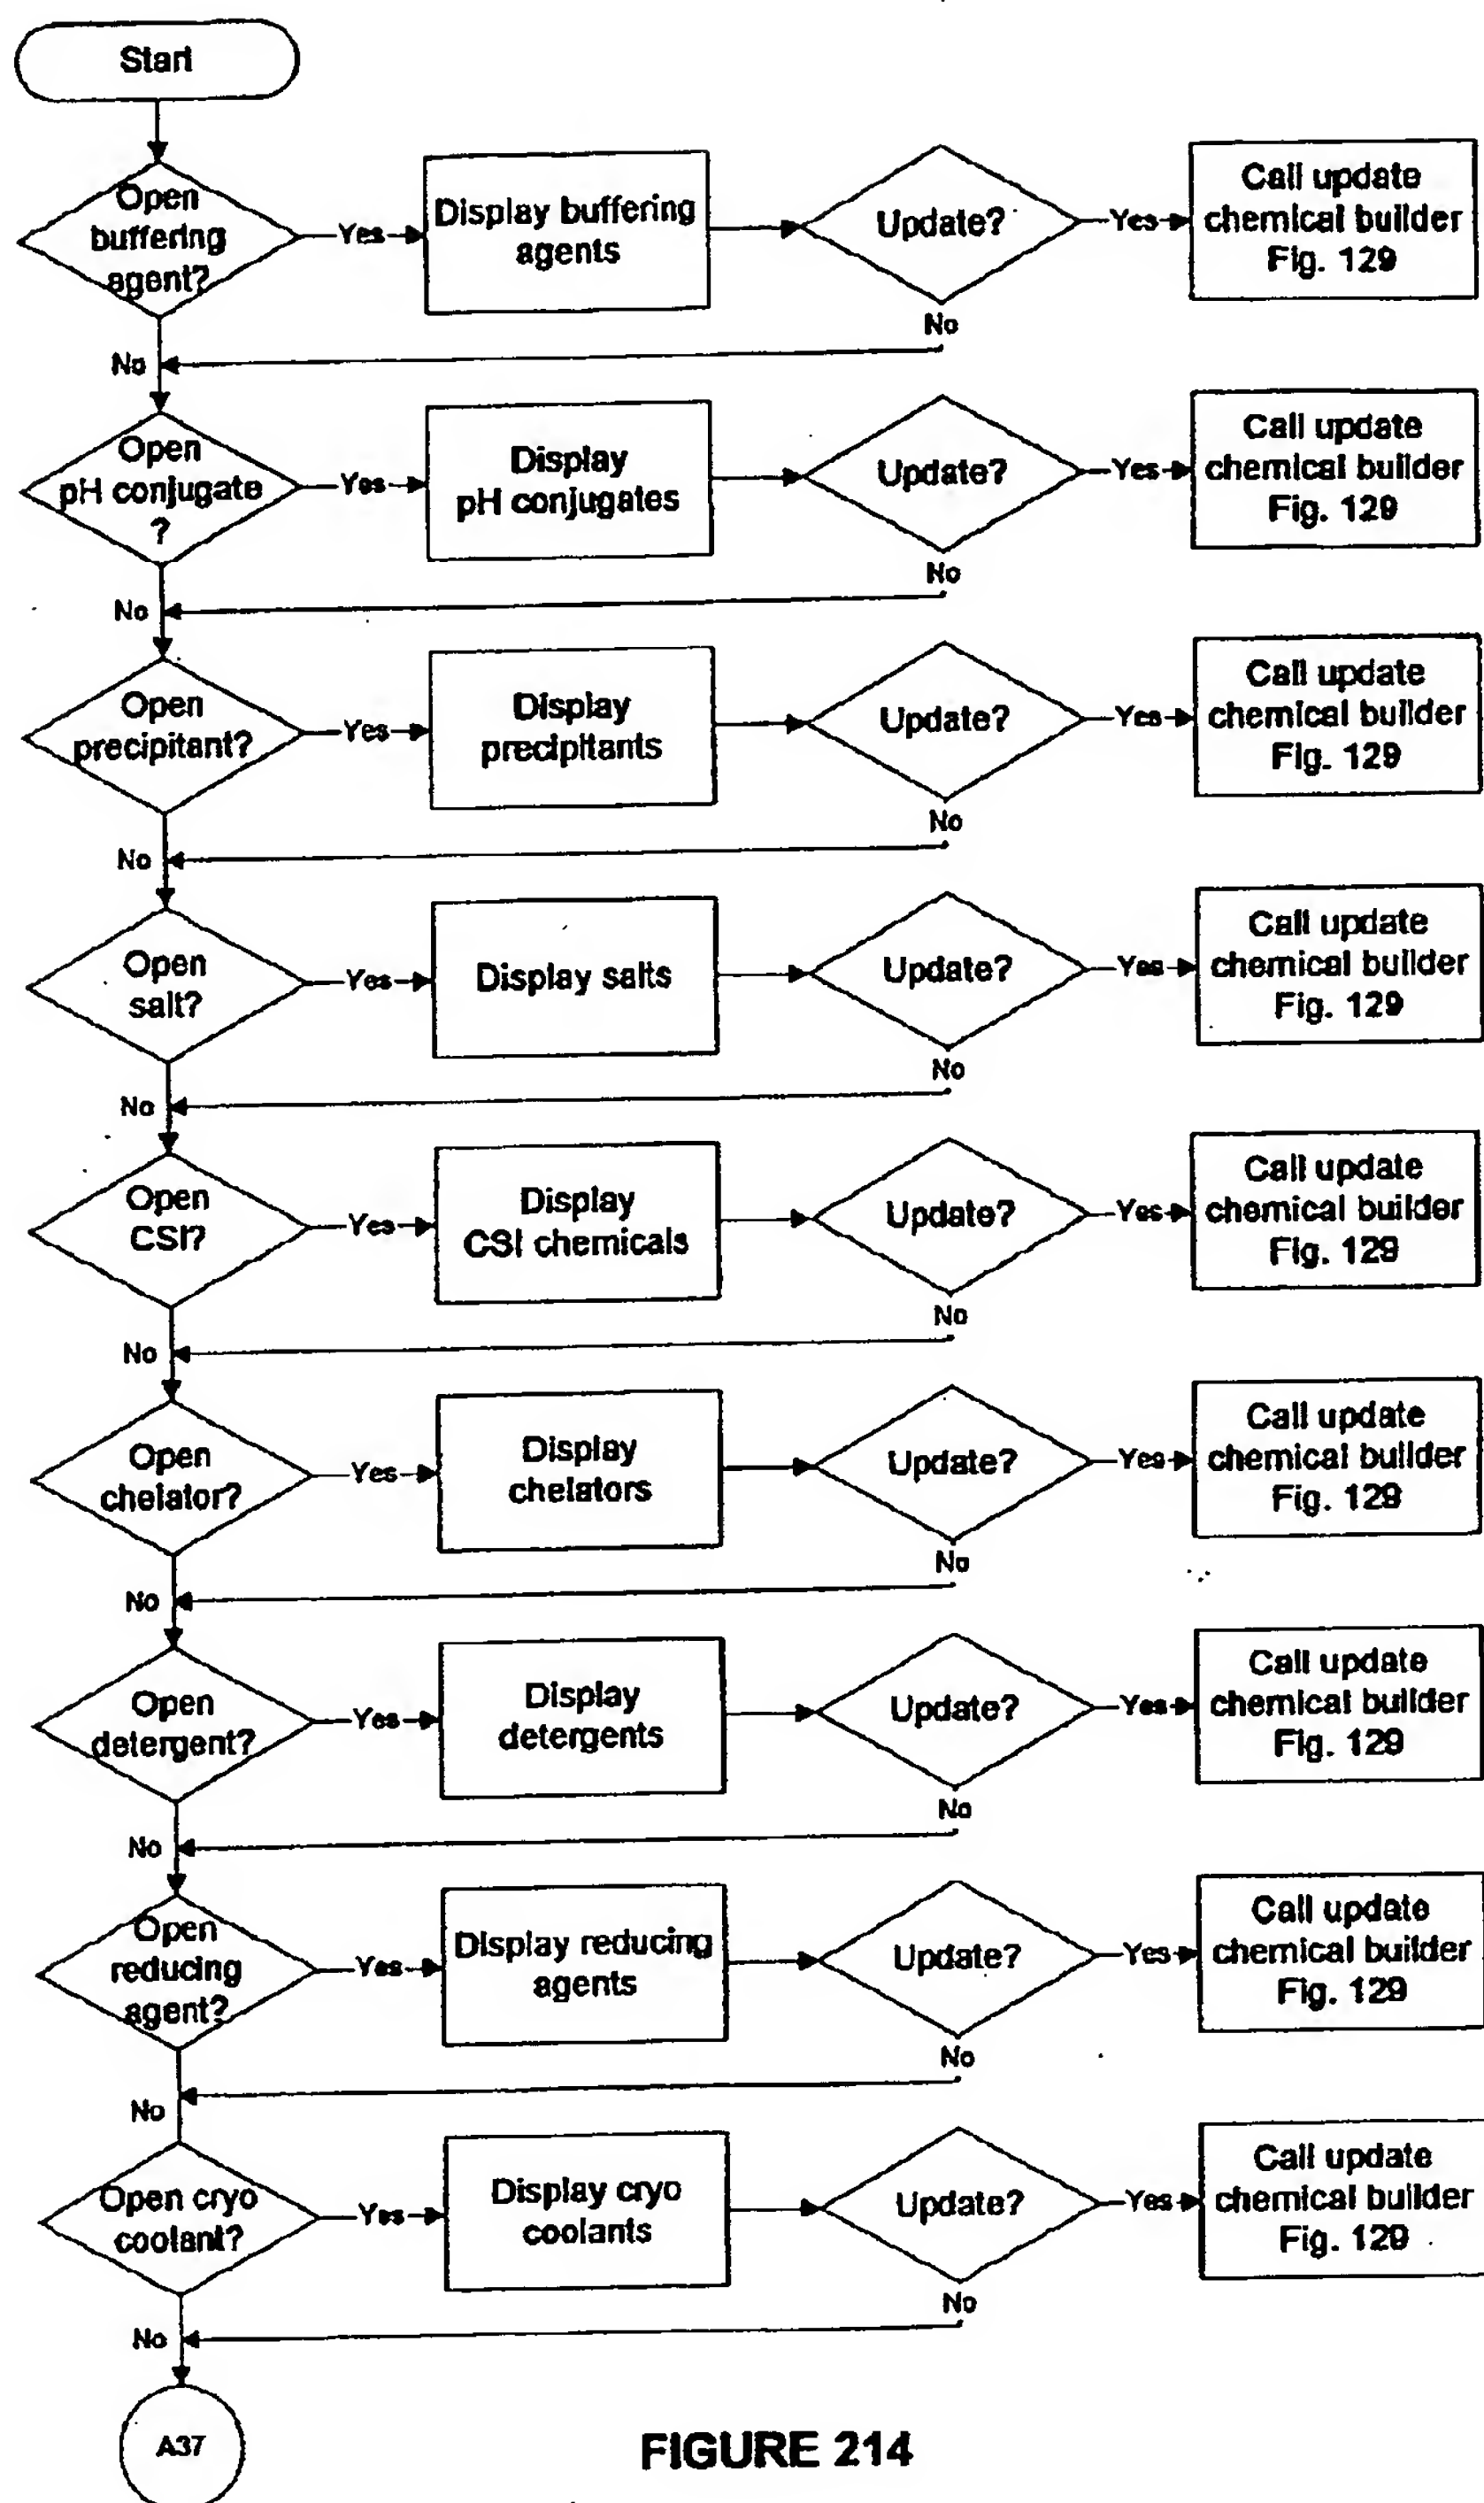 Start
Open
buffering
agent?
Yes
Display buffering
agents
Update?
Yes
Call update
chemical builder
Fig. 129
No
No
Open
pH conjugate
?
Yes
Display
pH conjugates
Update?
Yes
Call update
chemical builder
Fig. 129
No
No
Open
precipitant?
Yes
Display
precipitants
Update?
Yes
Call update
chemical builder
Fig. 129
No
No
Open
salt?
Yes
Display salts
Update?
Yes
Call update
chemical builder
Fig. 129
No
No
Open
CSI?
Yes
Display
CSI chemicals
Update?
Yes
Call update
chemical builder
Fig. 129
No
No
Open
chelator?
Yes
Display
chelators
Update?
Yes
Call update
chemical builder
Fig. 129
No
No
Open
detergent?
Yes
Display
detergents
Update?
Yes
Call update
chemical builder
Fig. 129
No
No
Open
reducing
agent?
Yes
Display reducing
agents
Update?
Yes
Call update
chemical builder
Fig. 129
No
No
Open cryo
coolant?
Yes
Display cryo
coolants
Update?
Yes
Call update
chemical builder
Fig. 129
No
No
A37
FIGURE 214